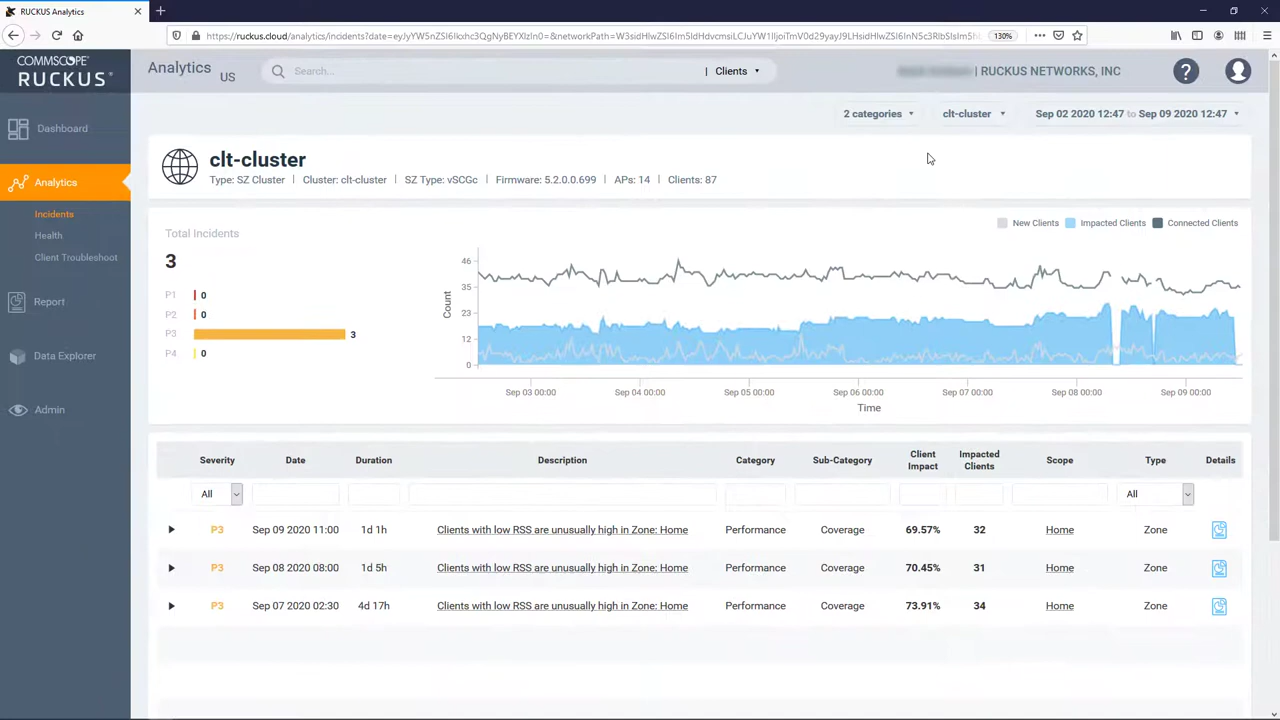 RUCKUS Analytics
https://ruckus.cloud/analytics/incidents?date=
130%
COMMSCOPE
RUCKUS
Analytics US
Search...
Clients
| RUCKUS NETWORKS, INC
?
Dashboard
Analytics
Incidents
Health
Client Troubleshoot
Report
Data Explorer
Admin
2 categories
clt-cluster
Sep 02 2020 12:47 to Sep 09 2020 12:47
clt-cluster
Type: SZ Cluster | Cluster: clt-cluster | SZ Type: vSCGc | Firmware: 5.2.0.0.699 | APs: 14 | Clients: 87
Total Incidents
3
P1 0
P2 0
P3 3
P4 0
New Clients Impacted Clients Connected Clients
Count
46
35
23
12
0
Sep 03 00:00 Sep 04 00:00 Sep 05 00:00 Sep 06 00:00 Sep 07 00:00 Sep 08 00:00 Sep 09 00:00
Time
Severity Date Duration Description Category Sub-Category Client Impact Impacted Clients Scope Type Details
All All
P3 Sep 09 2020 11:00 1d 1h Clients with low RSS are unusually high in Zone: Home Performance Coverage 69.57% 32 Home Zone
P3 Sep 08 2020 08:00 1d 5h Clients with low RSS are unusually high in Zone: Home Performance Coverage 70.45% 31 Home Zone
P3 Sep 07 2020 02:30 4d 17h Clients with low RSS are unusually high in Zone: Home Performance Coverage 73.91% 34 Home Zone